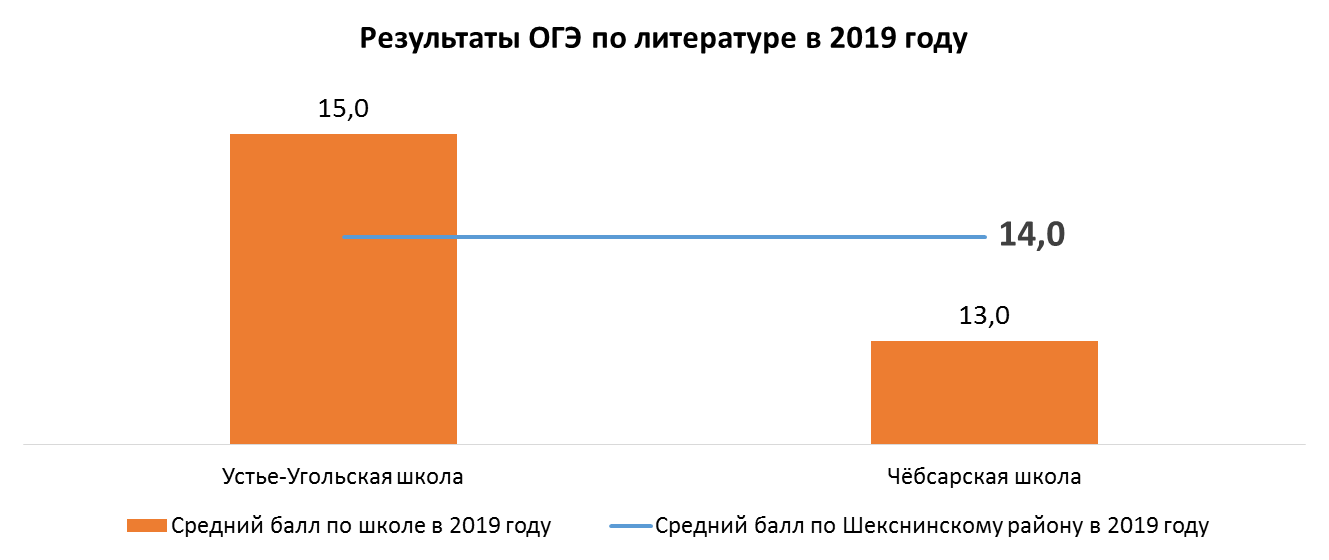 Результаты ОГЭ по литературе в 2019 году
15,0
14,0
13,0
Устье-Угольская школа
Чёбсарская школа
Средний балл по школе в 2019 году
Средний балл по Шекснинскому району в 2019 году